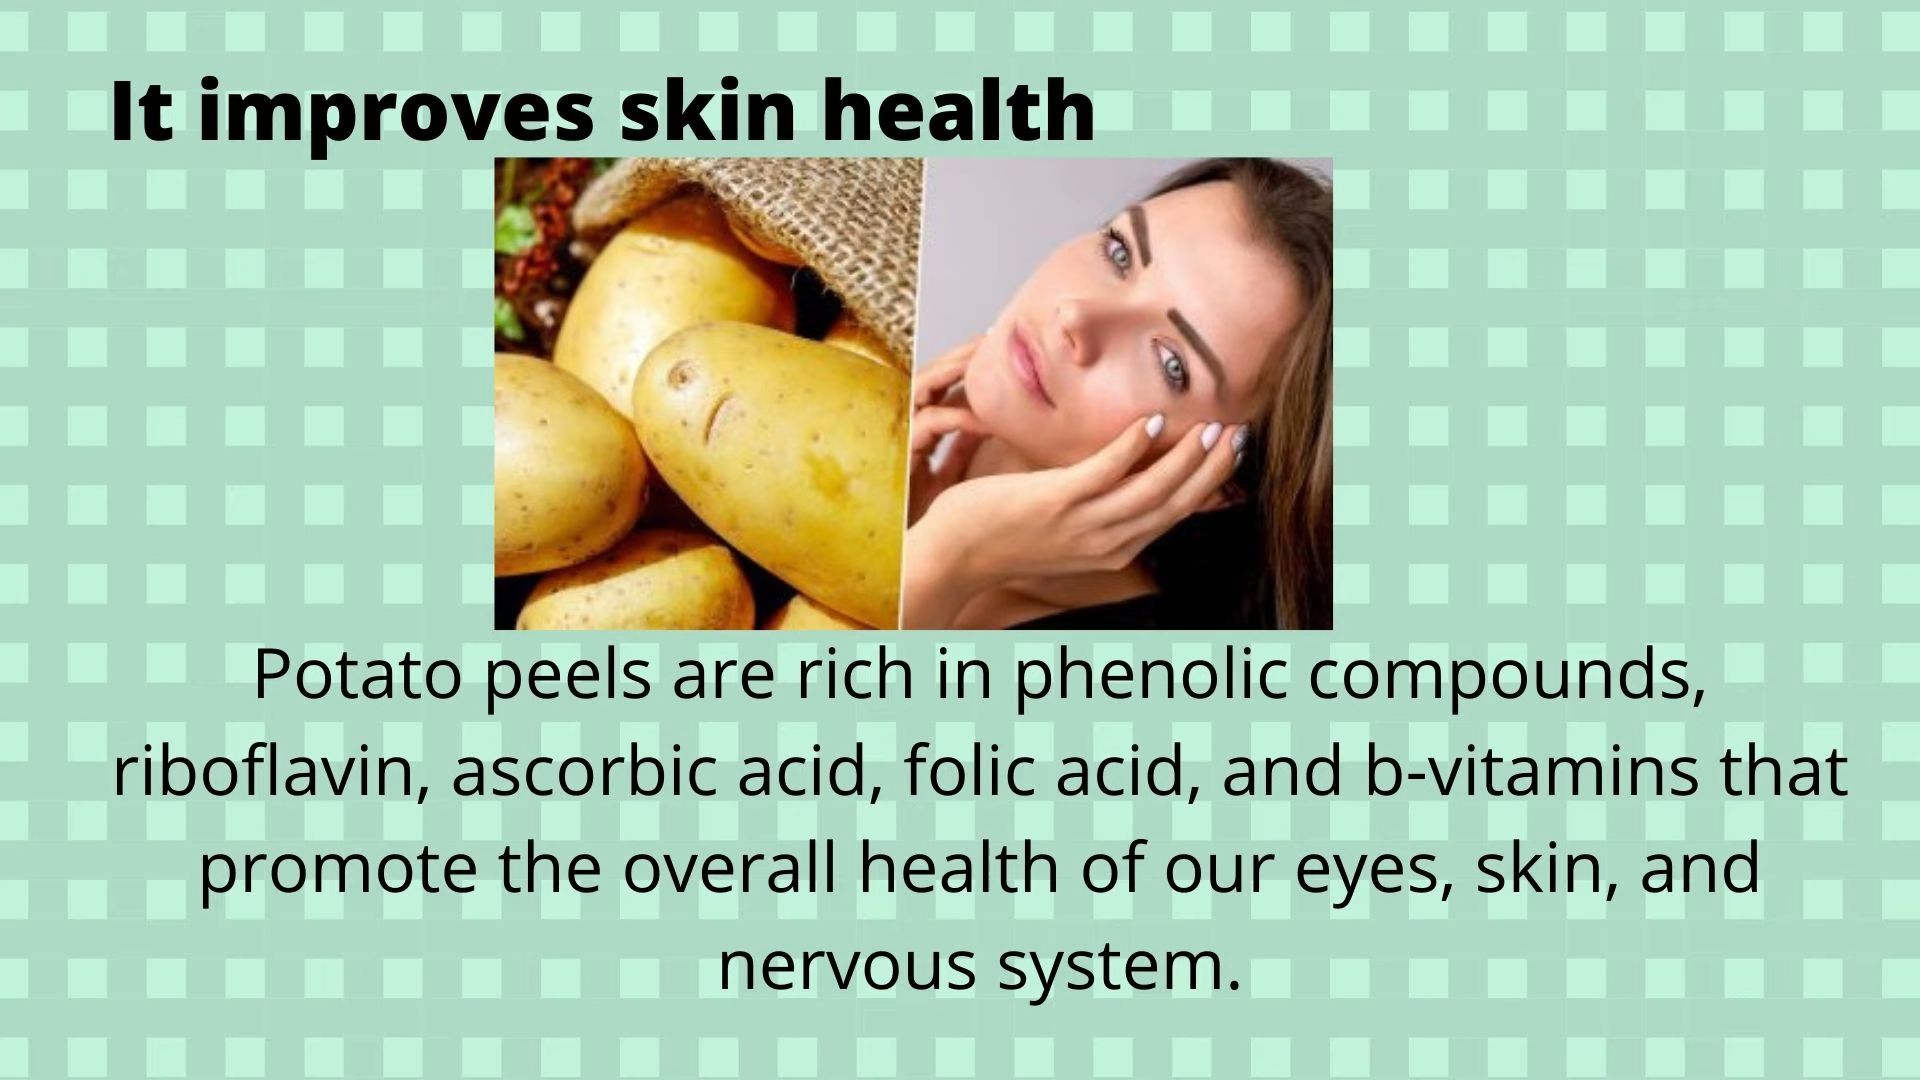 It improves skin health
Potato peels are rich in phenolic compounds,
riboflavin, ascorbic acid, folic acid, and b-vitamins that
promote the overall health of our eyes, skin, and
nervous system.